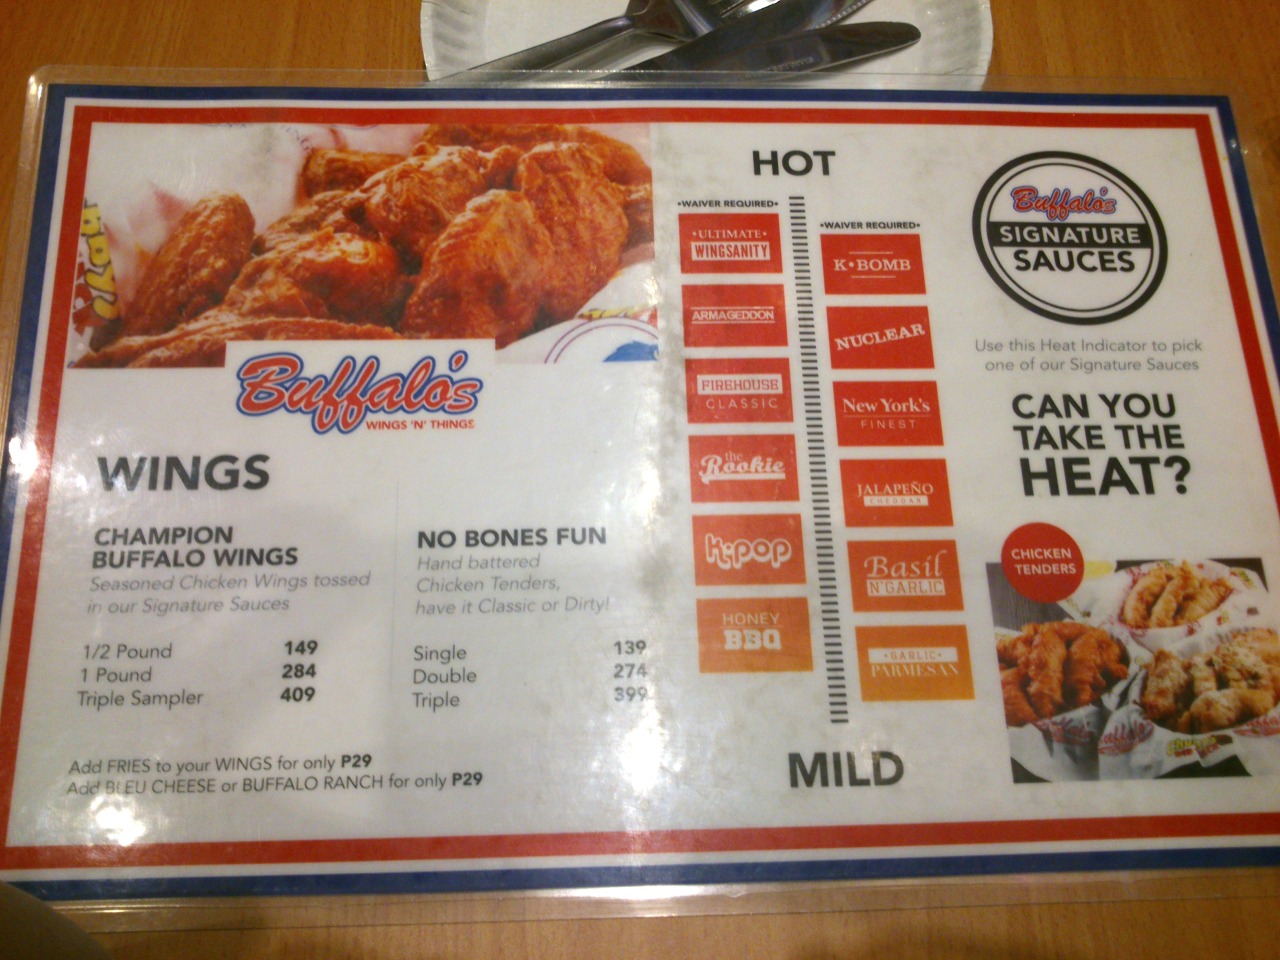 Buffalo's
WINGS 'N' THINGS
WINGS
CHAMPION
BUFFALO WINGS
Seasoned Chicken Wings tossed
in our Signature Sauces
1/2 Pound 149
1 Pound 284
Triple Sampler 409
NO BONES FUN
Hand battered
Chicken Tenders,
have it Classic or Dirty!
Single 139
Double 274
Triple 399
Add FRIES to your WINGS for only P29
Add BLEU CHEESE or BUFFALO RANCH for only P29
HOT
•WAIVER REQUIRED•
•ULTIMATE•
WINGSANITY
•WAIVER REQUIRED•
K•BOMB
ARMAGEDDON
NUCLEAR
FIREHOUSE
CLASSIC
New York's
FINEST
the
Rookie
JALAPEÑO
CHEDDAR
k•pop
Basil
N'GARLIC
HONEY
BBQ
•GARLIC•
PARMESAN
MILD
Buffalo's
SIGNATURE
SAUCES
Use this Heat Indicator to pick
one of our Signature Sauces
CAN YOU
TAKE THE
HEAT?
CHICKEN
TENDERS